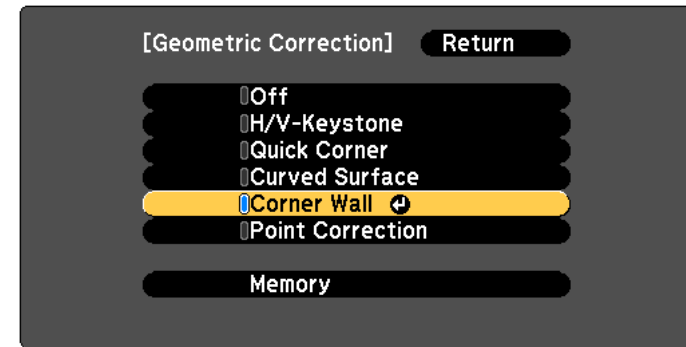 [Geometric Correction] Return
Off
H/V-Keystone
Quick Corner
Curved Surface
Corner Wall
Point Correction
Memory